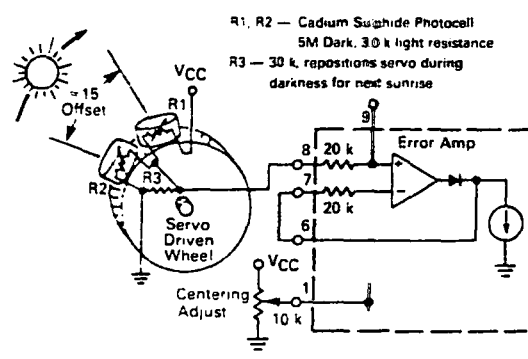 R1, R2 — Cadium Sulphide Photocell
5M Dark, 3.0 k light resistance
R3 — 30 k, repositions servo during
darkness for next sunrise
≈15
Offset
VCC
R1
R3
R2
Servo
Driven
Wheel
9
Error Amp
8
20 k
+
7
20 k
−
6
VCC
Centering
Adjust
1
10 k